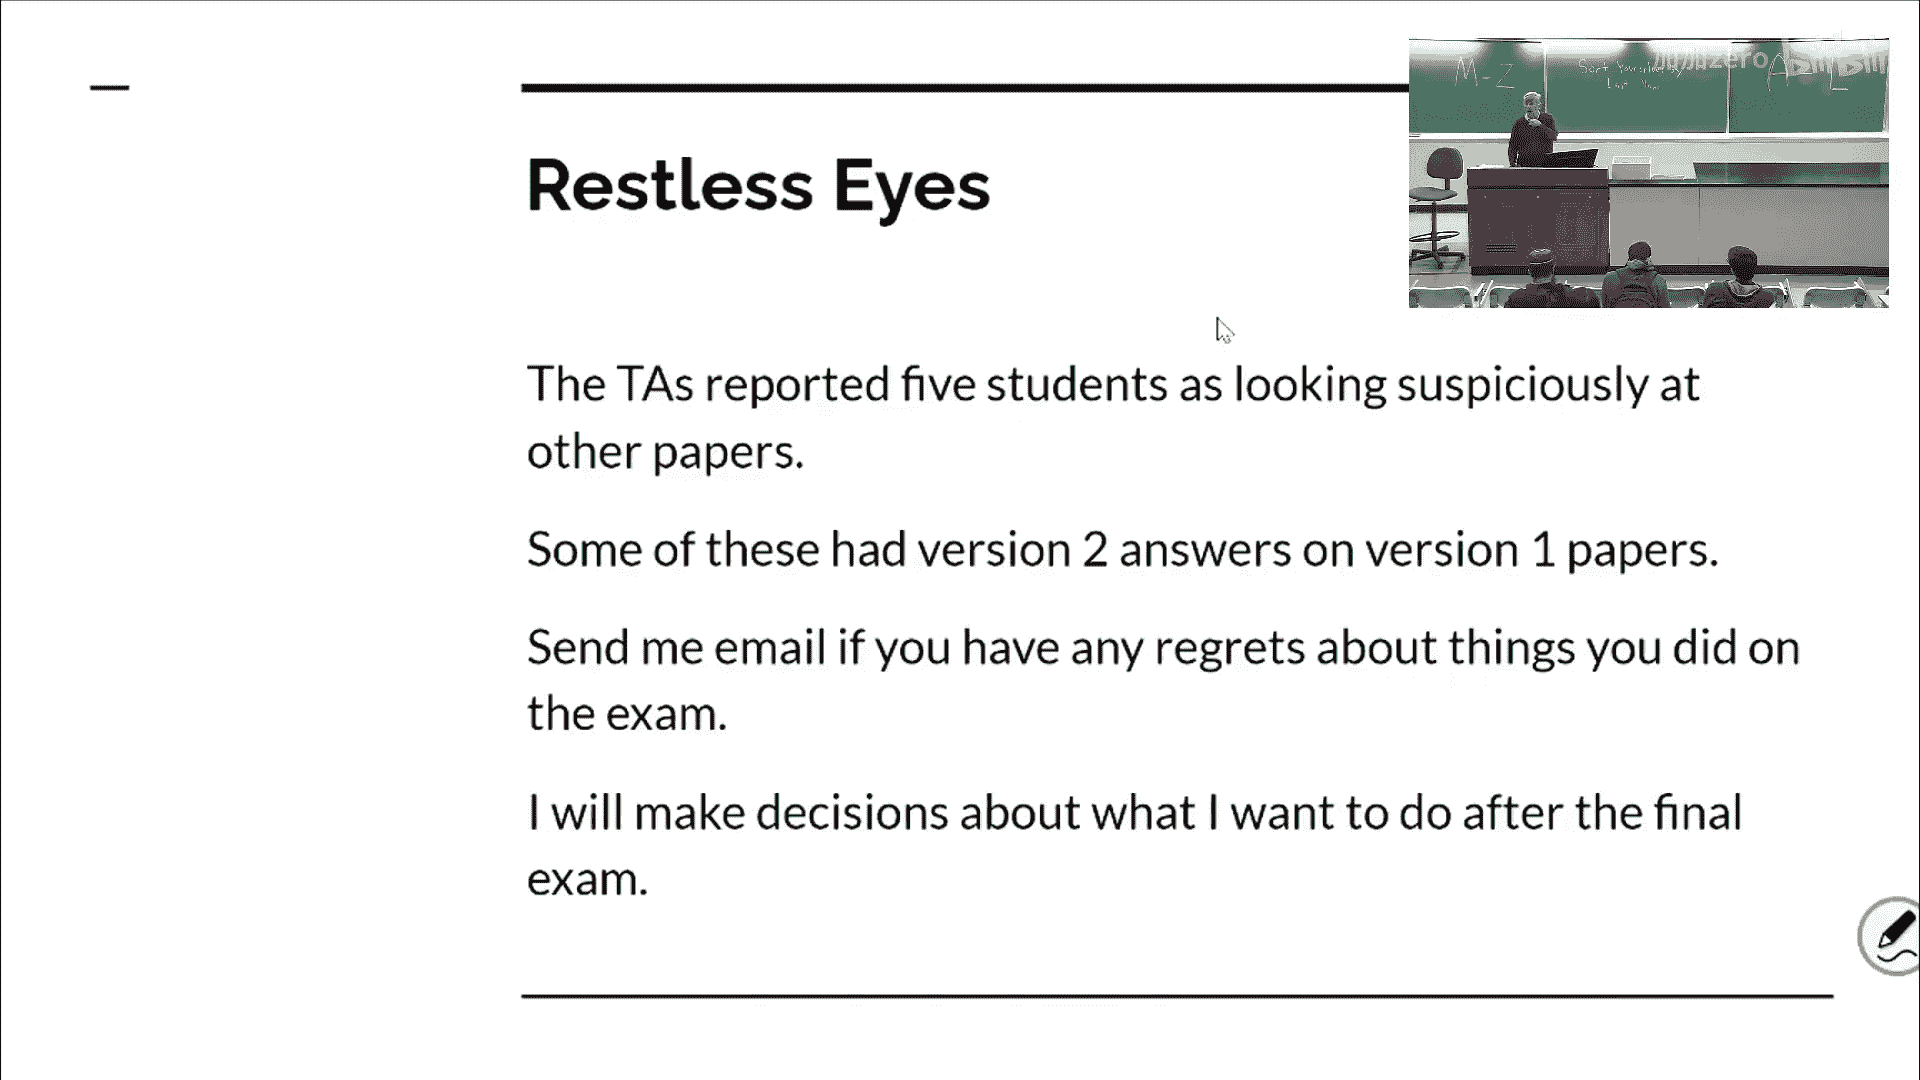 Restless Eyes
The TAs reported five students as looking suspiciously at
other papers.
Some of these had version 2 answers on version 1 papers.
Send me email if you have any regrets about things you did on
the exam.
I will make decisions about what I want to do after the final
exam.
M-Z
Sort